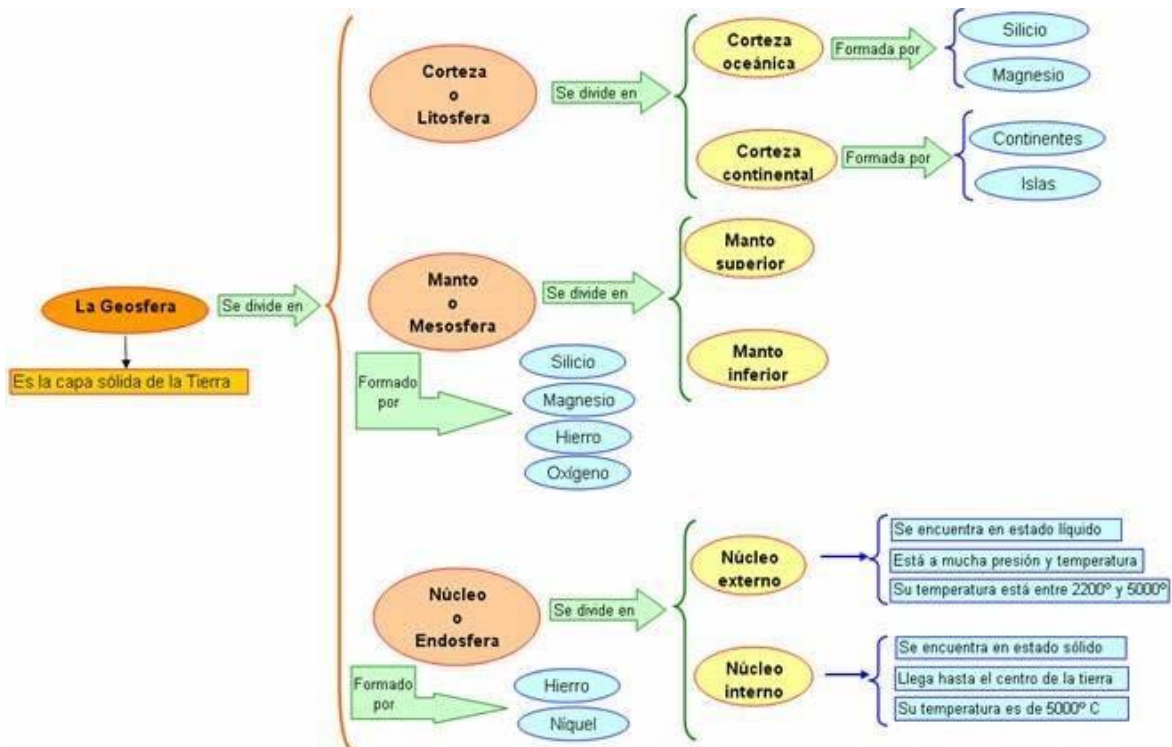 La Geosfera
Es la capa sólida de la Tierra
Se divide en
Corteza
o
Litosfera
Se divide en
Corteza
oceánica
Formada por
Silicio
Magnesio
Corteza
continental
Formada por
Continentes
Islas
Manto
o
Mesosfera
Se divide en
Manto
superior
Manto
inferior
Formado
por
Silicio
Magnesio
Hierro
Oxígeno
Núcleo
o
Endosfera
Se divide en
Núcleo
externo
Se encuentra en estado líquido
Está a mucha presión y temperatura
Su temperatura está entre 2200º y 5000º
Núcleo
interno
Se encuentra en estado sólido
Llega hasta el centro de la tierra
Su temperatura es de 5000º C
Formado
por
Hierro
Níquel